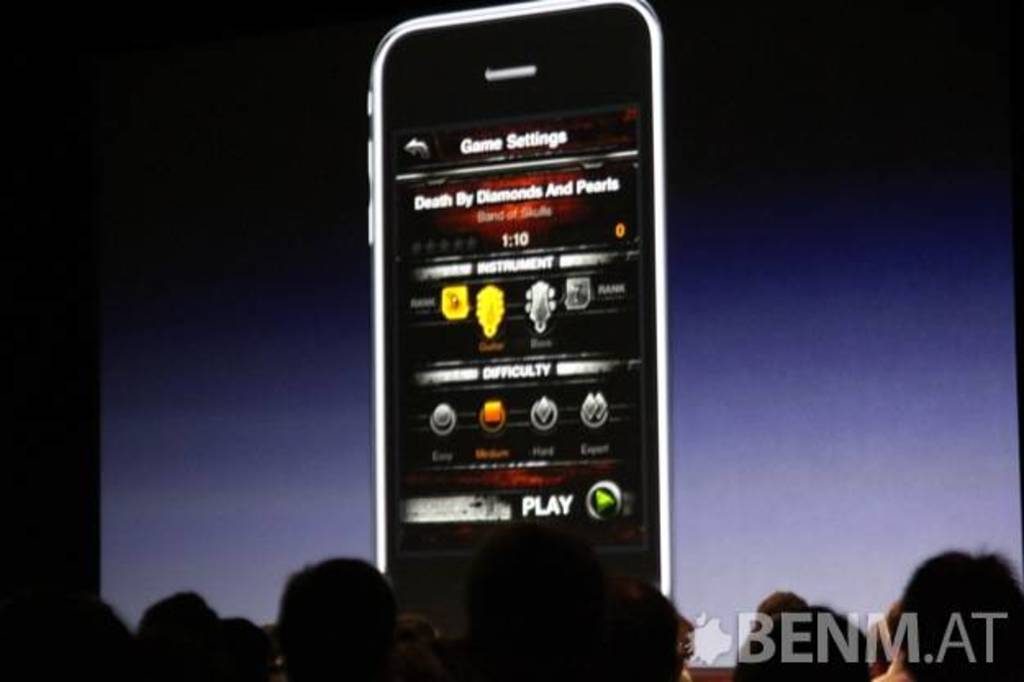 Game Settings
Death By Diamonds And Pearls
Band of Skulls
1:10 0
INSTRUMENT
RANK RANK
Guitar Bass
DIFFICULTY
Easy Medium Hard Expert
PLAY
BENM.AT